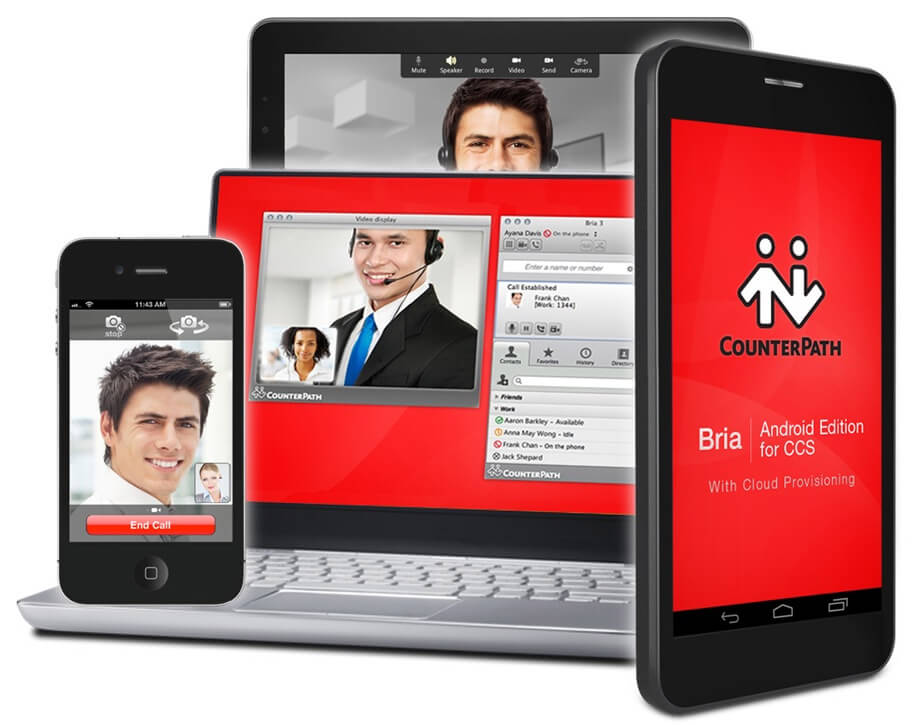 Mute Speaker Record Video Send Camera
Video display
COUNTERPATH
Bria 3
Ayana Davis On the phone
Enter a name or number
Call Established
Frank Chan
[Work: 1344]
Contacts Favorites History Directory
Friends
Work
Aaron Barkley - Available
Anna May Wong - Idle
Frank Chan - On the phone
Jack Shepard
COUNTERPATH
11:43 AM
stop
End Call
COUNTERPATH
Bria Android Edition
for CCS
With Cloud Provisioning